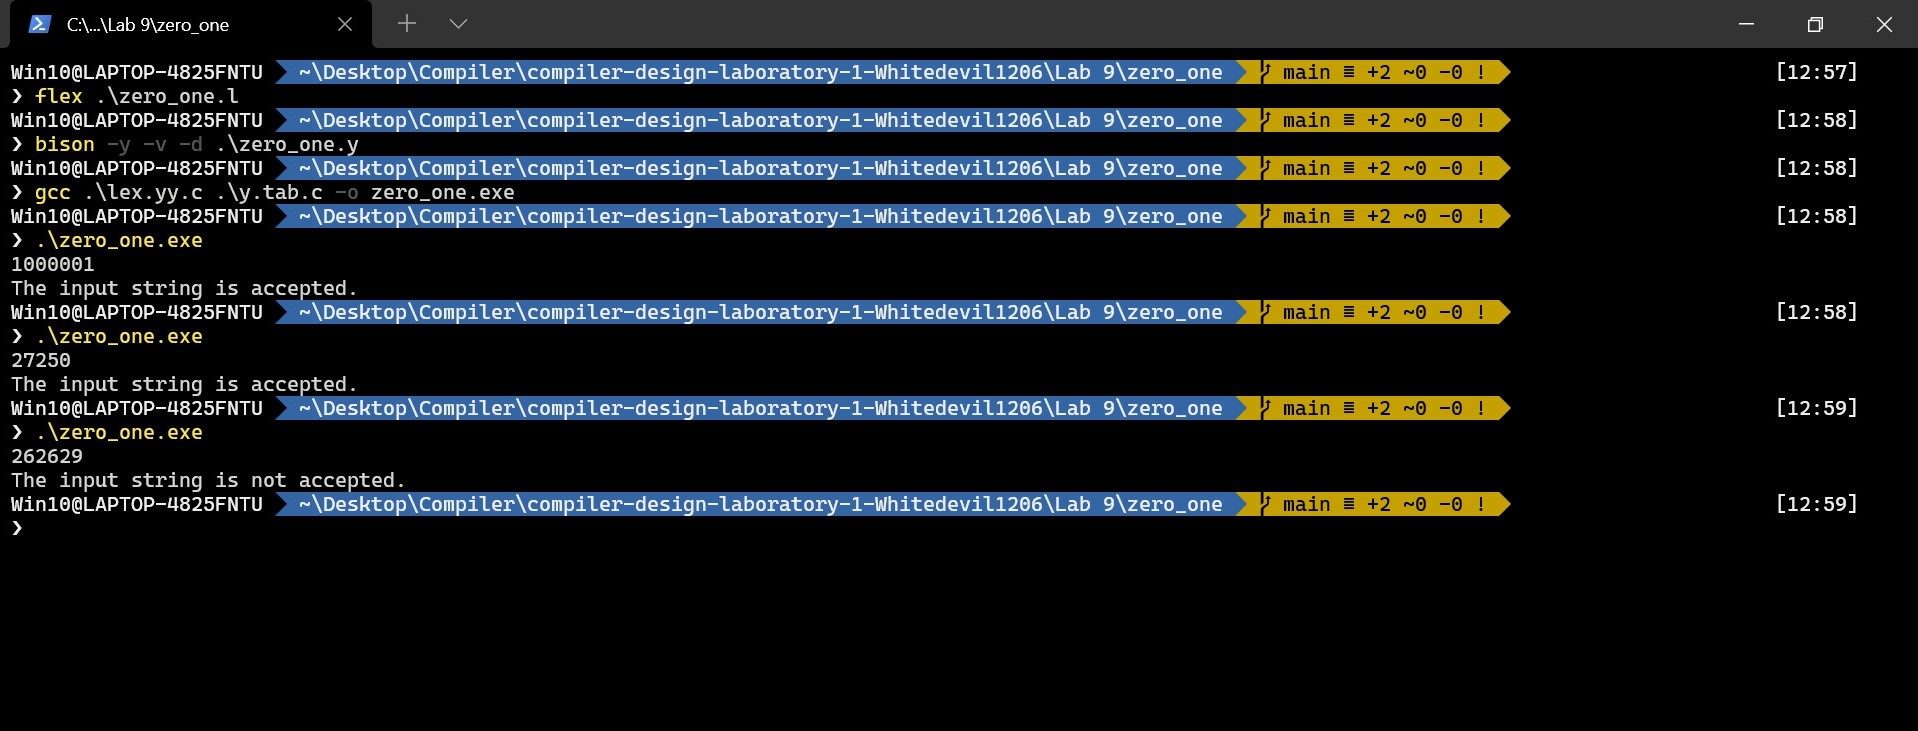 C:\...\Lab 9\zero_one
Win10@LAPTOP-4825FNTU ~\Desktop\Compiler\compiler-design-laboratory-1-Whitedevil1206\Lab 9\zero_one main ≡ +2 ~0 -0 ! [12:57]
❯ flex .\zero_one.l
Win10@LAPTOP-4825FNTU ~\Desktop\Compiler\compiler-design-laboratory-1-Whitedevil1206\Lab 9\zero_one main ≡ +2 ~0 -0 ! [12:58]
❯ bison -y -v -d .\zero_one.y
Win10@LAPTOP-4825FNTU ~\Desktop\Compiler\compiler-design-laboratory-1-Whitedevil1206\Lab 9\zero_one main ≡ +2 ~0 -0 ! [12:58]
❯ gcc .\lex.yy.c .\y.tab.c -o zero_one.exe
Win10@LAPTOP-4825FNTU ~\Desktop\Compiler\compiler-design-laboratory-1-Whitedevil1206\Lab 9\zero_one main ≡ +2 ~0 -0 ! [12:58]
❯ .\zero_one.exe
1000001
The input string is accepted.
Win10@LAPTOP-4825FNTU ~\Desktop\Compiler\compiler-design-laboratory-1-Whitedevil1206\Lab 9\zero_one main ≡ +2 ~0 -0 ! [12:58]
❯ .\zero_one.exe
27250
The input string is accepted.
Win10@LAPTOP-4825FNTU ~\Desktop\Compiler\compiler-design-laboratory-1-Whitedevil1206\Lab 9\zero_one main ≡ +2 ~0 -0 ! [12:59]
❯ .\zero_one.exe
262629
The input string is not accepted.
Win10@LAPTOP-4825FNTU ~\Desktop\Compiler\compiler-design-laboratory-1-Whitedevil1206\Lab 9\zero_one main ≡ +2 ~0 -0 ! [12:59]
❯